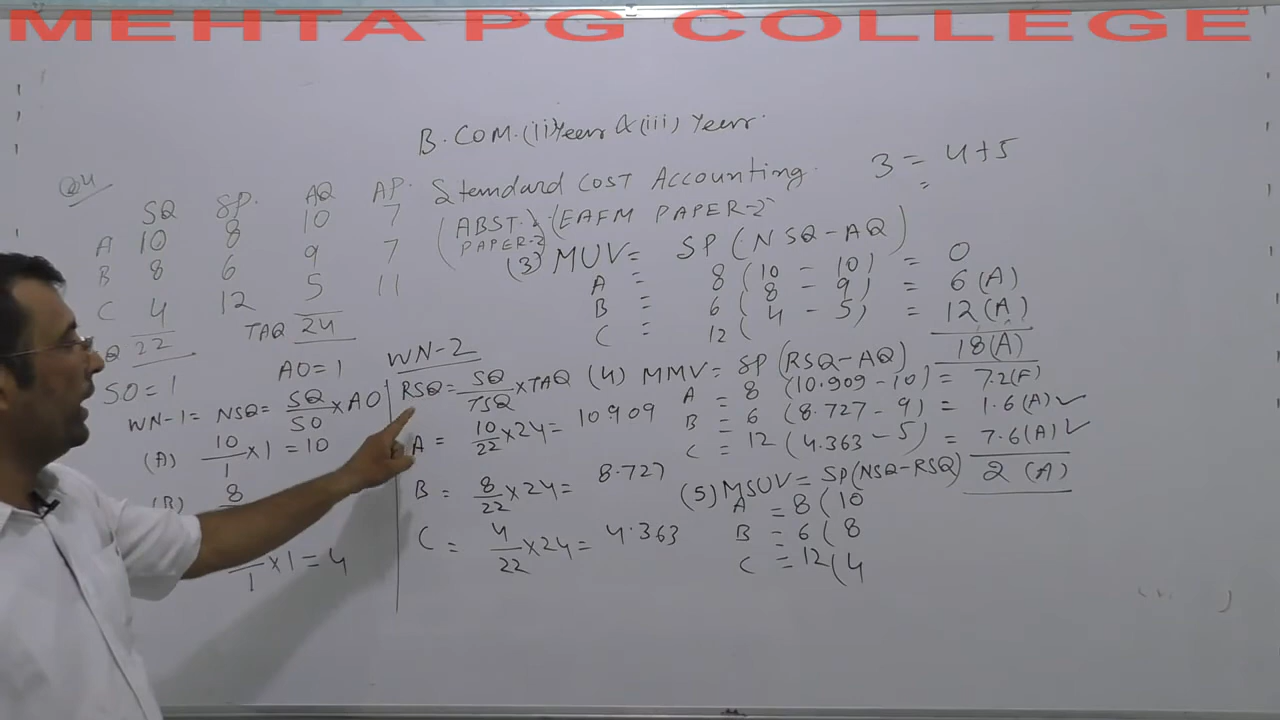 MEHTA PG COLLEGE
B.COM.(ii)Year &(iii) Year.
Standard COST Accounting.
(ABST. PAPER-2) (EAFM PAPER-2)
3 = 4+5
Q4
SQ SP. AQ AP.
A 10 8 10 7
B 8 6 9 7
C 4 12 5 11
Q 22 TAQ 24
SO=1 AO=1
WN-1= NSQ= SQ/SO ×AO
(A) 10/1 ×1 =10
(B) 8
/1 ×1 = 4
WN-2
RSQ= SQ/TSQ ×TAQ
A = 10/22 ×24= 10.909
B = 8/22 ×24= 8.727
C = 4/22 ×24= 4.363
(3) MUV= SP(NSQ-AQ)
A = 8 (10 - 10) = 0
B = 6 (8 - 9) = 6(A)
C = 12 (4 - 5) = 12(A)
18(A)
(4) MMV= SP(RSQ-AQ)
A = 8 (10.909-10)= 7.2(F)
B = 6 (8.727-9) = 1.6(A)✓
C = 12 (4.363-5) = 7.6(A)✓
2 (A)
(5) MSUV= SP(NSQ-RSQ)
A = 8(10
B = 6(8
C = 12(4